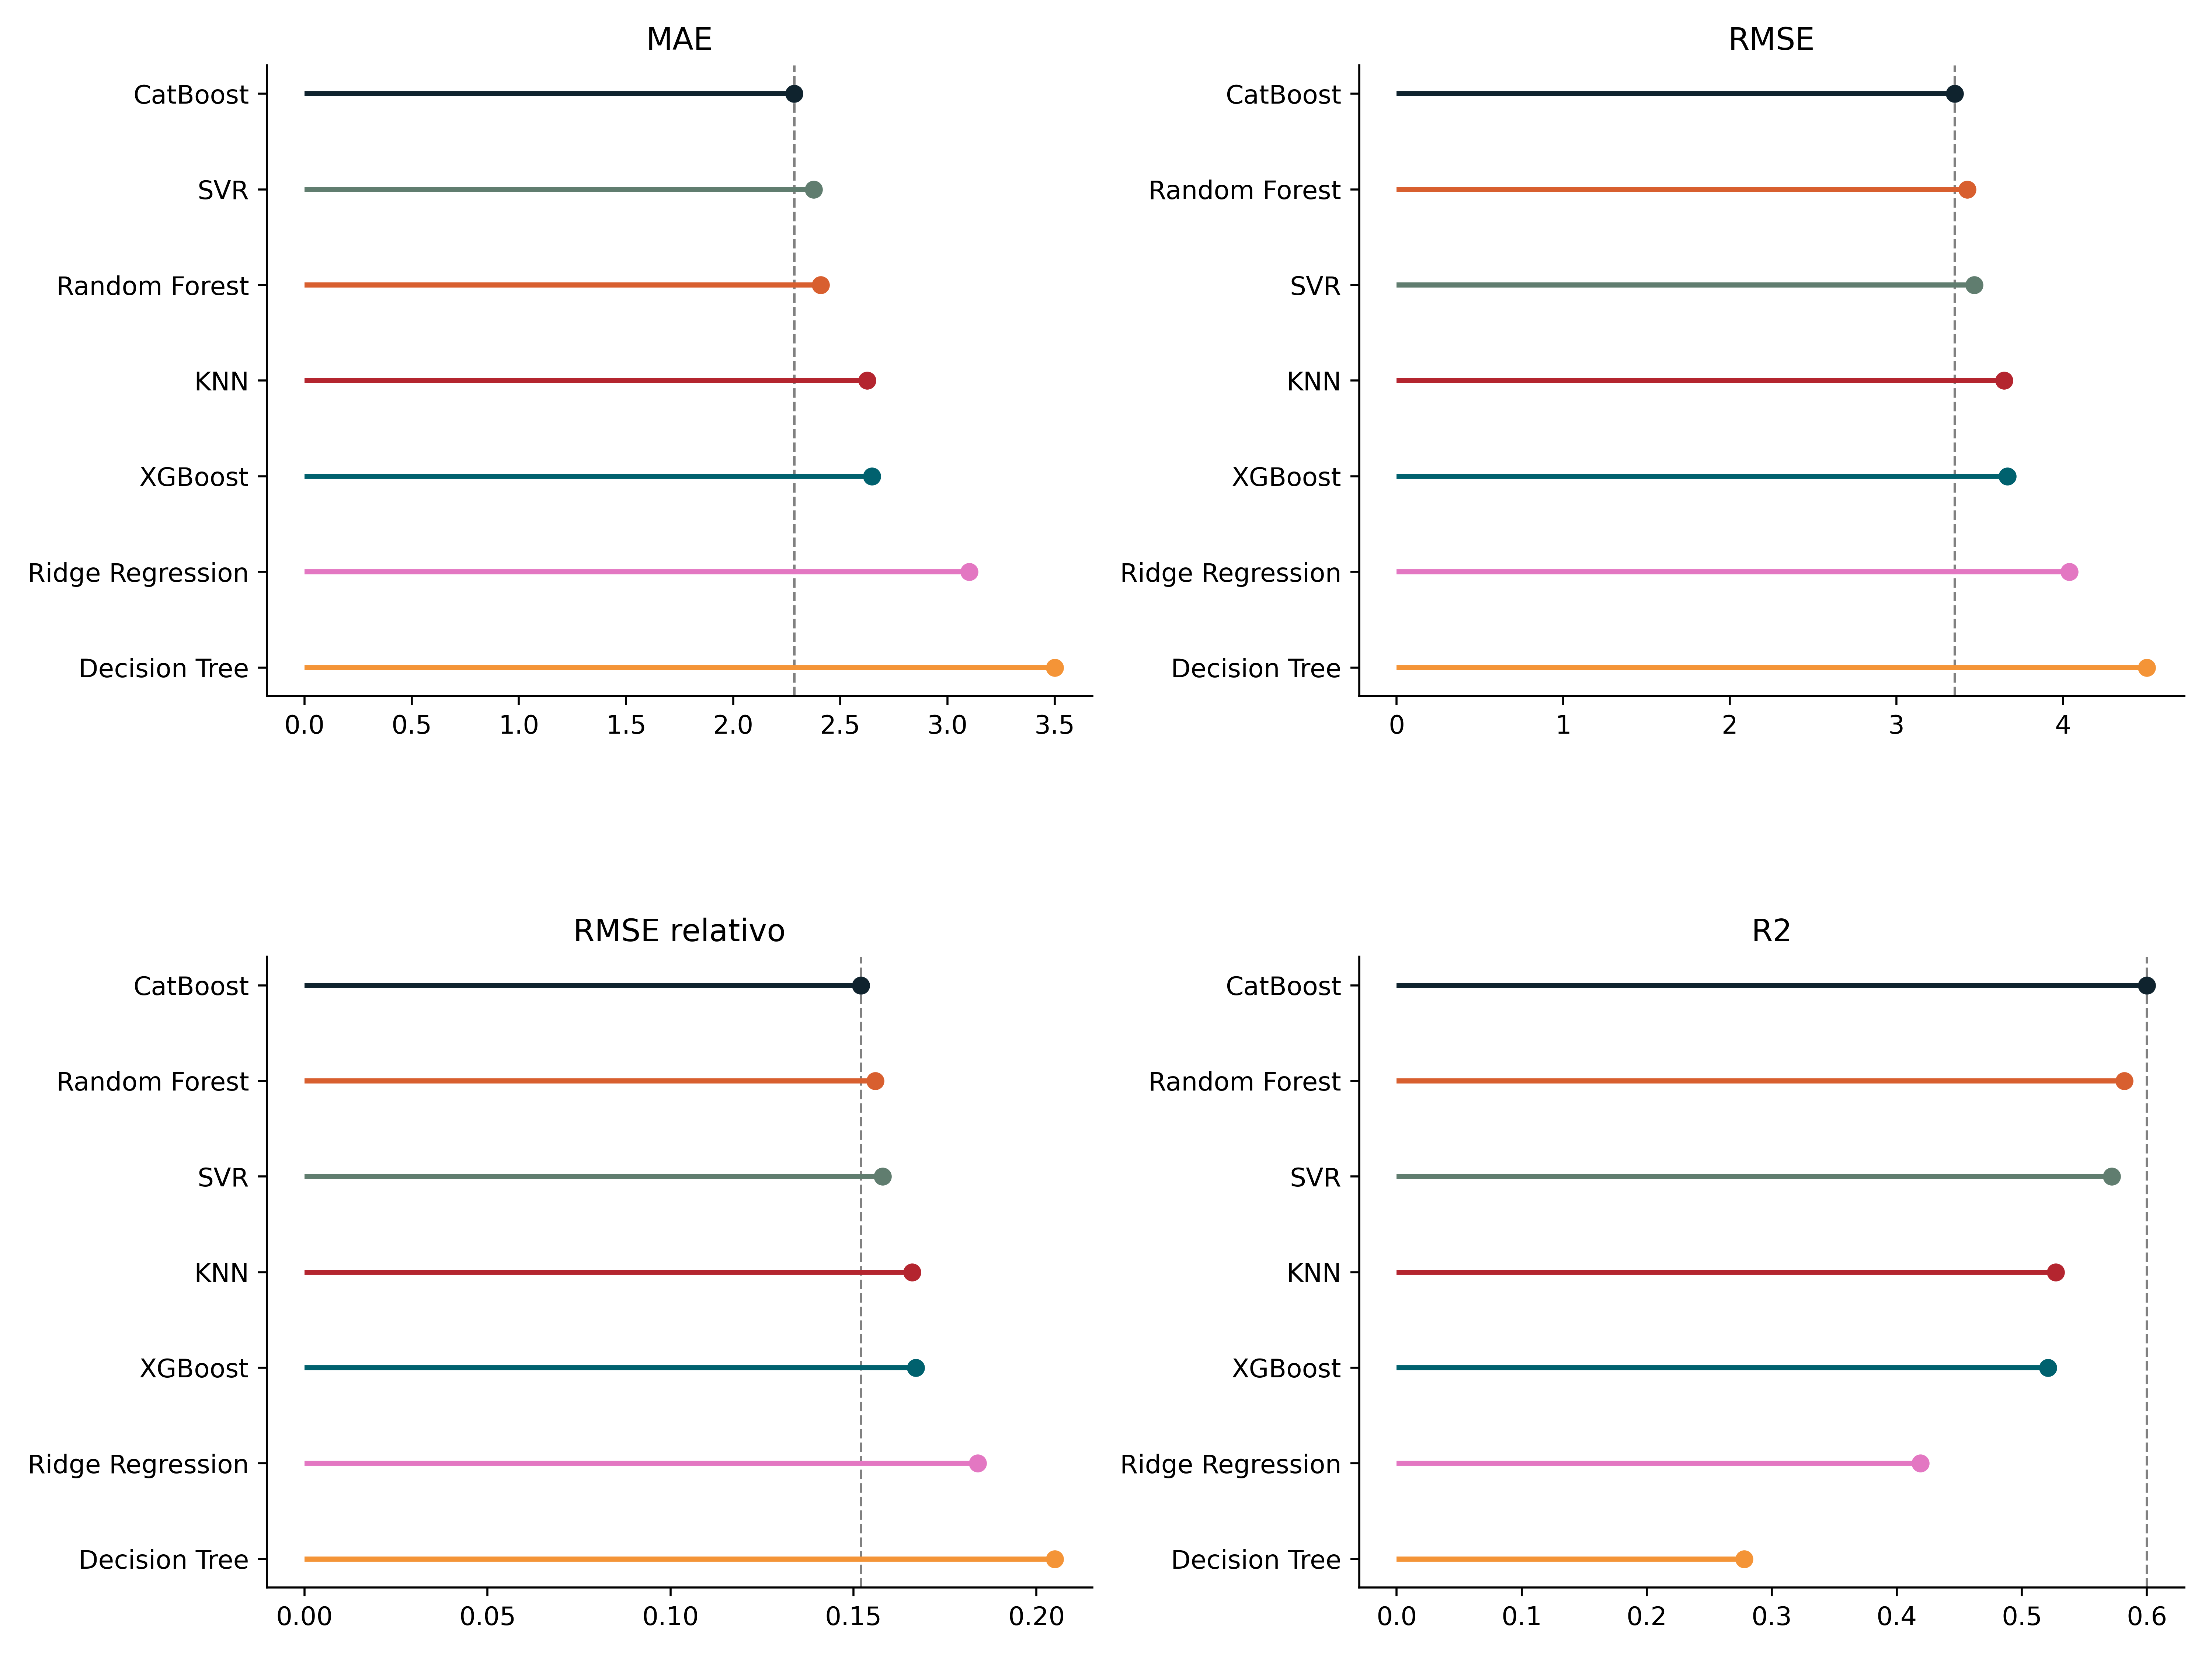 MAE
CatBoost
SVR
Random Forest
KNN
XGBoost
Ridge Regression
Decision Tree
0.0 0.5 1.0 1.5 2.0 2.5 3.0 3.5
RMSE
CatBoost
Random Forest
SVR
KNN
XGBoost
Ridge Regression
Decision Tree
0 1 2 3 4
RMSE relativo
CatBoost
Random Forest
SVR
KNN
XGBoost
Ridge Regression
Decision Tree
0.00 0.05 0.10 0.15 0.20
R2
CatBoost
Random Forest
SVR
KNN
XGBoost
Ridge Regression
Decision Tree
0.0 0.1 0.2 0.3 0.4 0.5 0.6